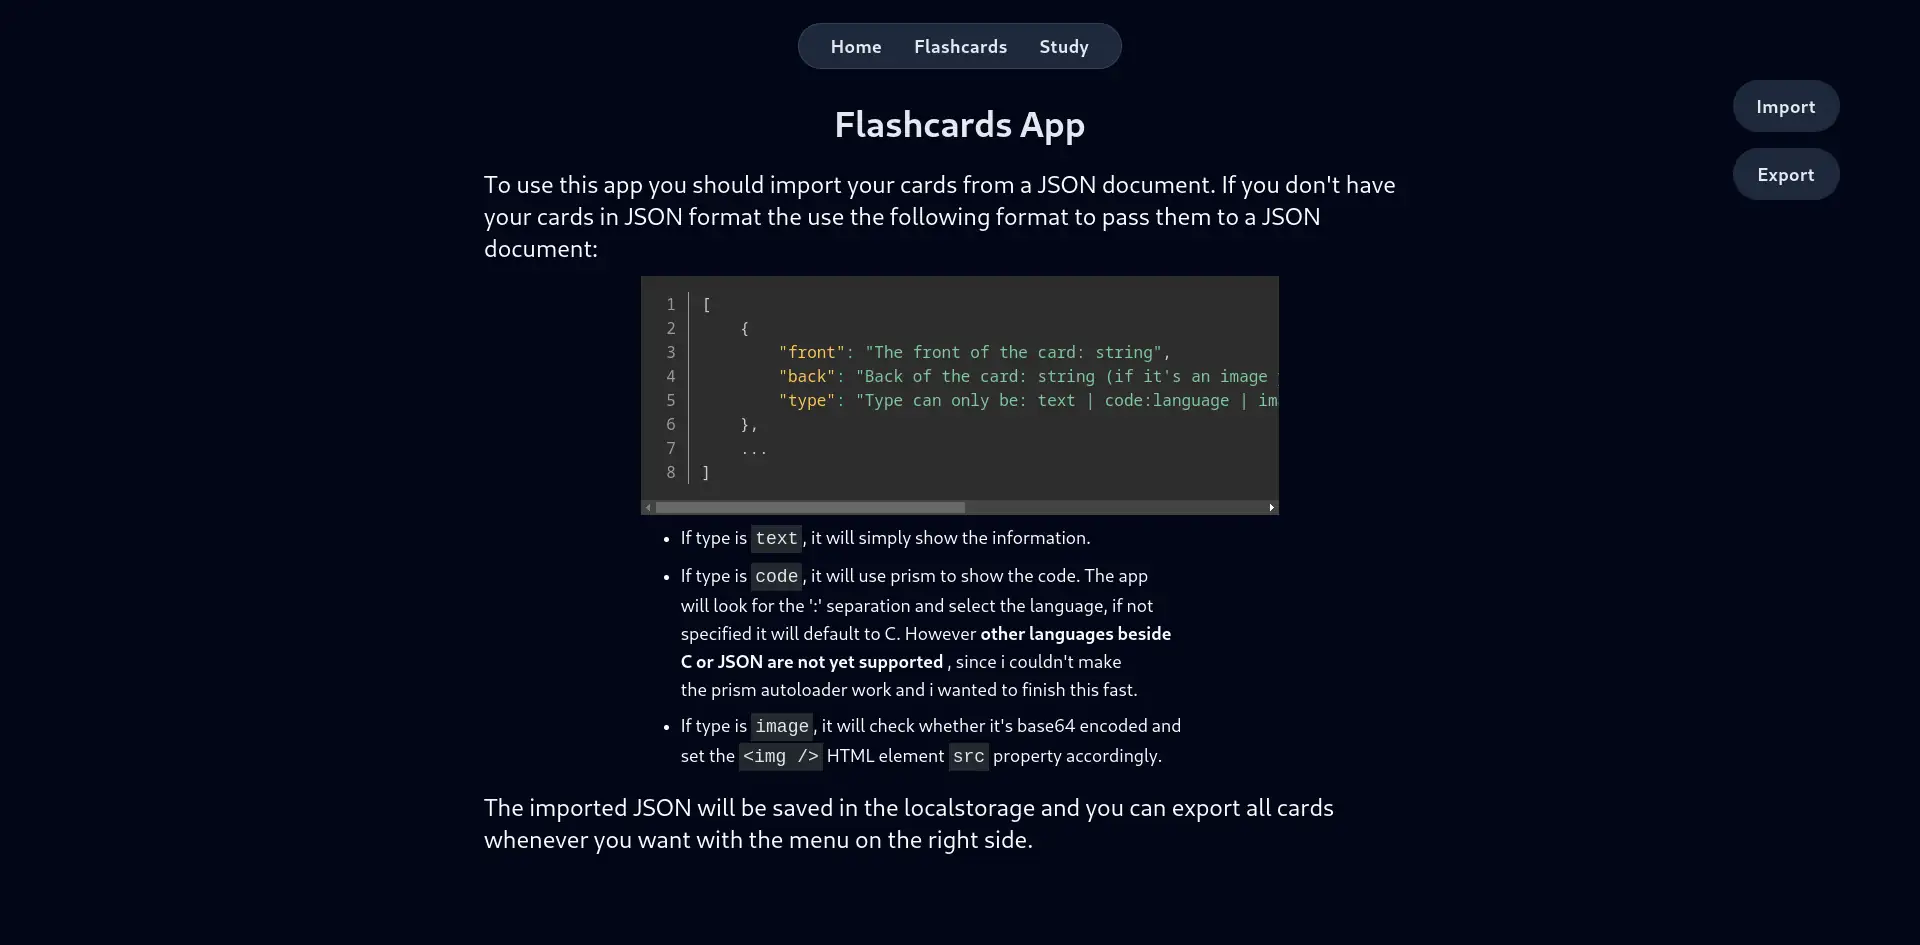 Home Flashcards Study
Import
Export
Flashcards App
To use this app you should import your cards from a JSON document. If you don't have
your cards in JSON format the use the following format to pass them to a JSON
document:
1 [
2 {
3 "front": "The front of the card: string",
4 "back": "Back of the card: string (if it's an image
5 "type": "Type can only be: text | code:language | im
6 },
7 ...
8 ]
• If type is text, it will simply show the information.
• If type is code, it will use prism to show the code. The app
will look for the ':' separation and select the language, if not
specified it will default to C. However other languages beside
C or JSON are not yet supported , since i couldn't make
the prism autoloader work and i wanted to finish this fast.
• If type is image, it will check whether it's base64 encoded and
set the <img /> HTML element src property accordingly.
The imported JSON will be saved in the localstorage and you can export all cards
whenever you want with the menu on the right side.